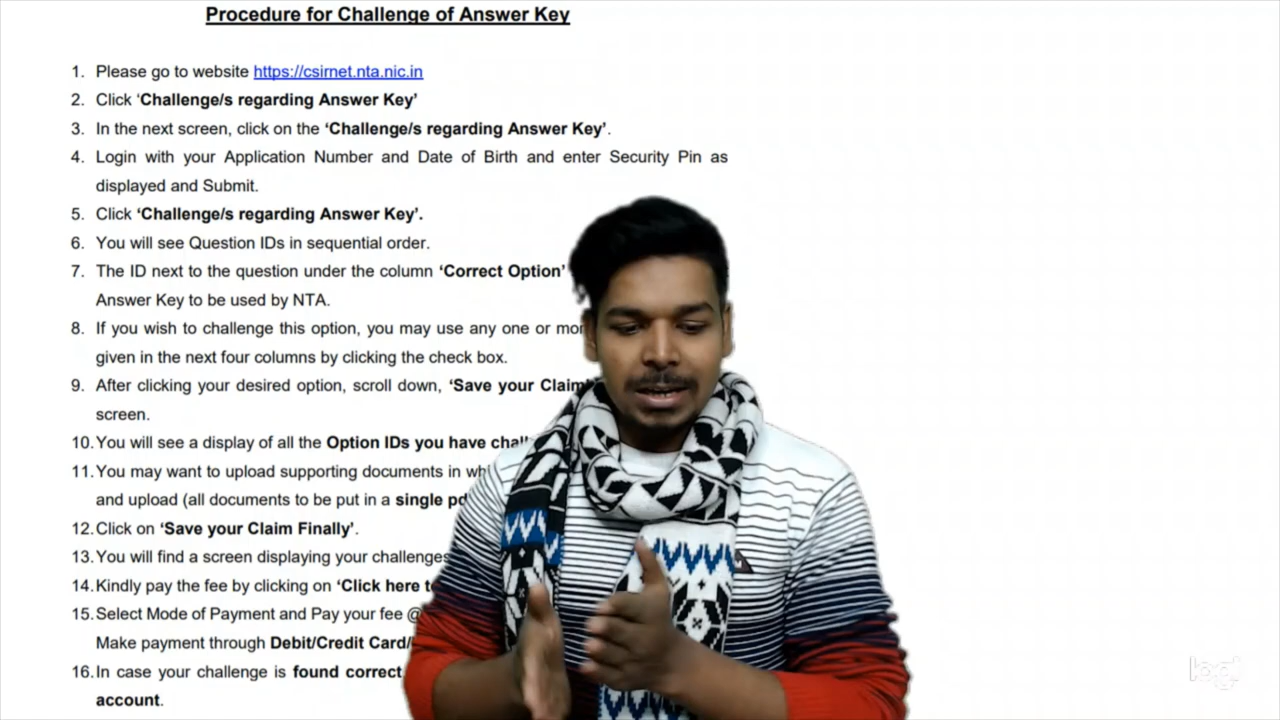 Procedure for Challenge of Answer Key
1. Please go to website https://csirnet.nta.nic.in
2. Click ‘Challenge/s regarding Answer Key’
3. In the next screen, click on the ‘Challenge/s regarding Answer Key’.
4. Login with your Application Number and Date of Birth and enter Security Pin as
displayed and Submit.
5. Click ‘Challenge/s regarding Answer Key’.
6. You will see Question IDs in sequential order.
7. The ID next to the question under the column ‘Correct Option’
Answer Key to be used by NTA.
8. If you wish to challenge this option, you may use any one or
given in the next four columns by clicking the check box.
9. After clicking your desired option, scroll down, ‘Save your Claim
screen.
10. You will see a display of all the Option IDs you have
11. You may want to upload supporting documents in
and upload (all documents to be put in a single
12. Click on ‘Save your Claim Finally’.
13. You will find a screen displaying your challenges
14. Kindly pay the fee by clicking on ‘Click here
15. Select Mode of Payment and Pay your fee @
Make payment through Debit/Credit Card/
16. In case your challenge is found correct
account.